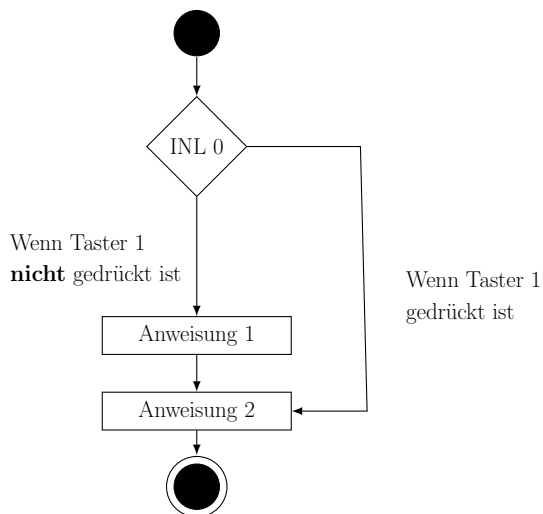 INL 0
Wenn Taster 1
nicht gedrückt ist
Wenn Taster 1
gedrückt ist
Anweisung 1
Anweisung 2